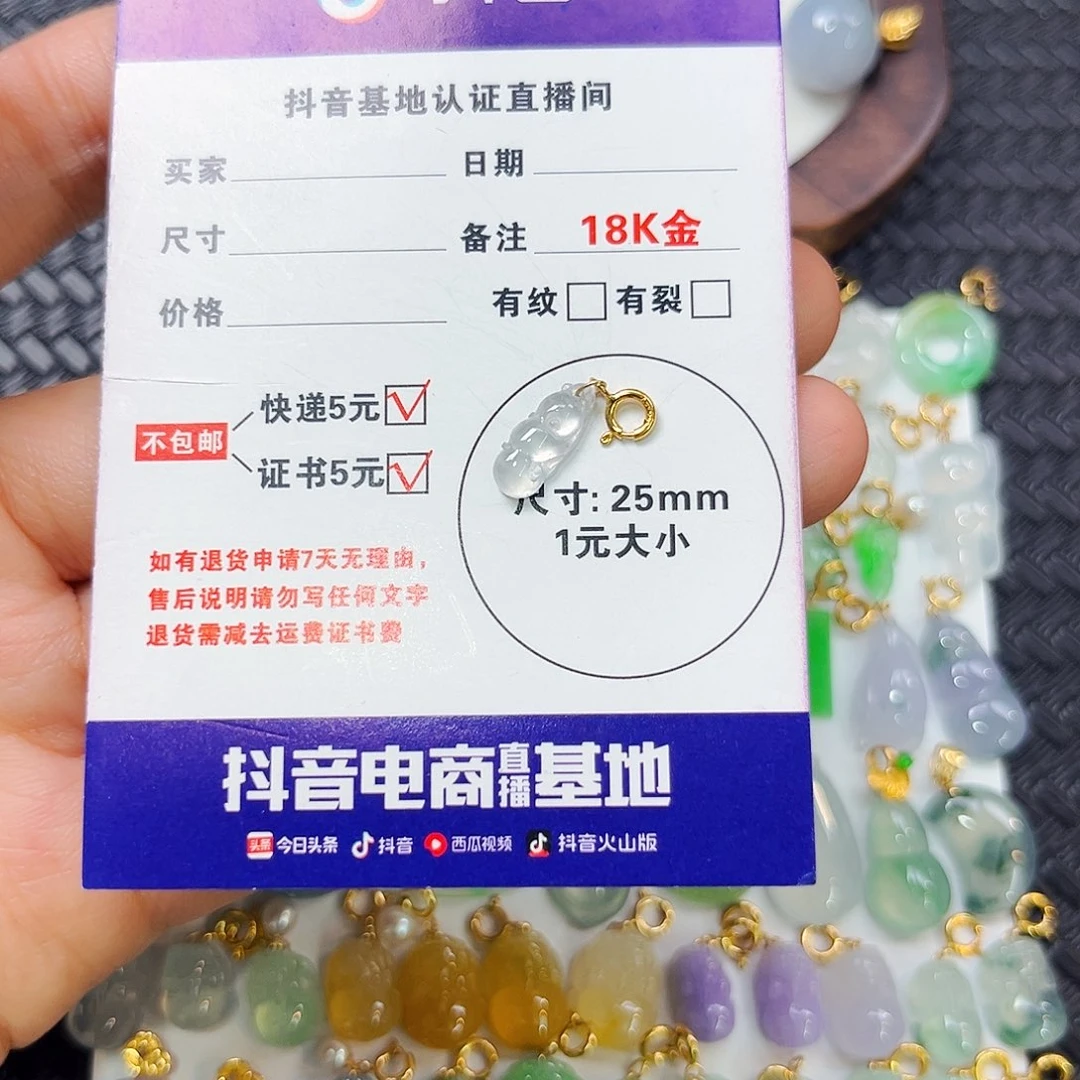 抖音基地认证直播间
买家 日期
尺寸 备注 18K金
价格 有纹 有裂
不包邮 快递5元
证书5元
尺寸: 25mm
1元大小
如有退货申请7天无理由,
售后说明请勿写任何文字
退货需减去运费证书费
抖音电商直播基地
头条 今日头条 抖音 西瓜视频 抖音火山版